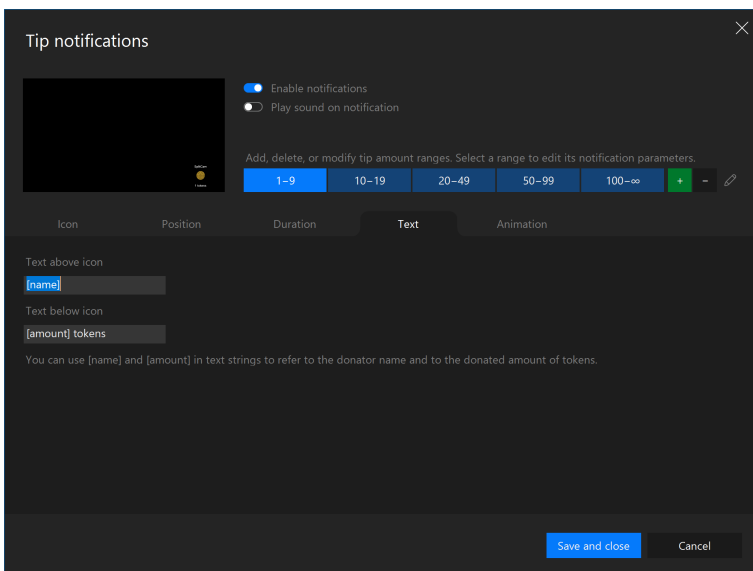 Tip notifications
Enable notifications
Play sound on notification
SplitCam
1 tokens
Add, delete, or modify tip amount ranges. Select a range to edit its notification parameters.
1–9 10–19 20–49 50–99 100–∞ + −
Icon Position Duration Text Animation
Text above icon
[name]
Text below icon
[amount] tokens
You can use [name] and [amount] in text strings to refer to the donator name and to the donated amount of tokens.
Save and close Cancel